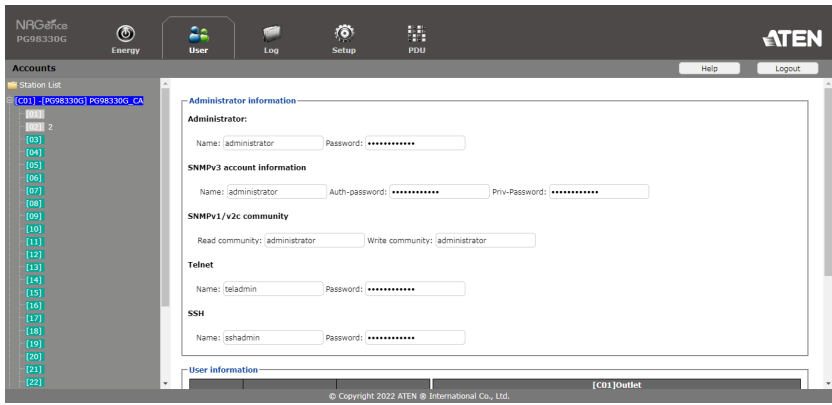 NRGence
PG98330G
Energy
User
Log
Setup
PDU
ATEN
Accounts
Help
Logout
Station List
[C01] -[PG98330G] PG98330G_CA
[01]
[02] 2
[03]
[04]
[05]
[06]
[07]
[08]
[09]
[10]
[11]
[12]
[13]
[14]
[15]
[16]
[17]
[18]
[19]
[20]
[21]
[22]
Administrator information
Administrator:
Name: administrator Password: ••••••••••••
SNMPv3 account information
Name: administrator Auth-password: •••••••••••• Priv-Password: ••••••••••••
SNMPv1/v2c community
Read community: administrator Write community: administrator
Telnet
Name: teladmin Password: ••••••••••••
SSH
Name: sshadmin Password: ••••••••••••
User information
[C01]Outlet
© Copyright 2022 ATEN ® International Co., Ltd.